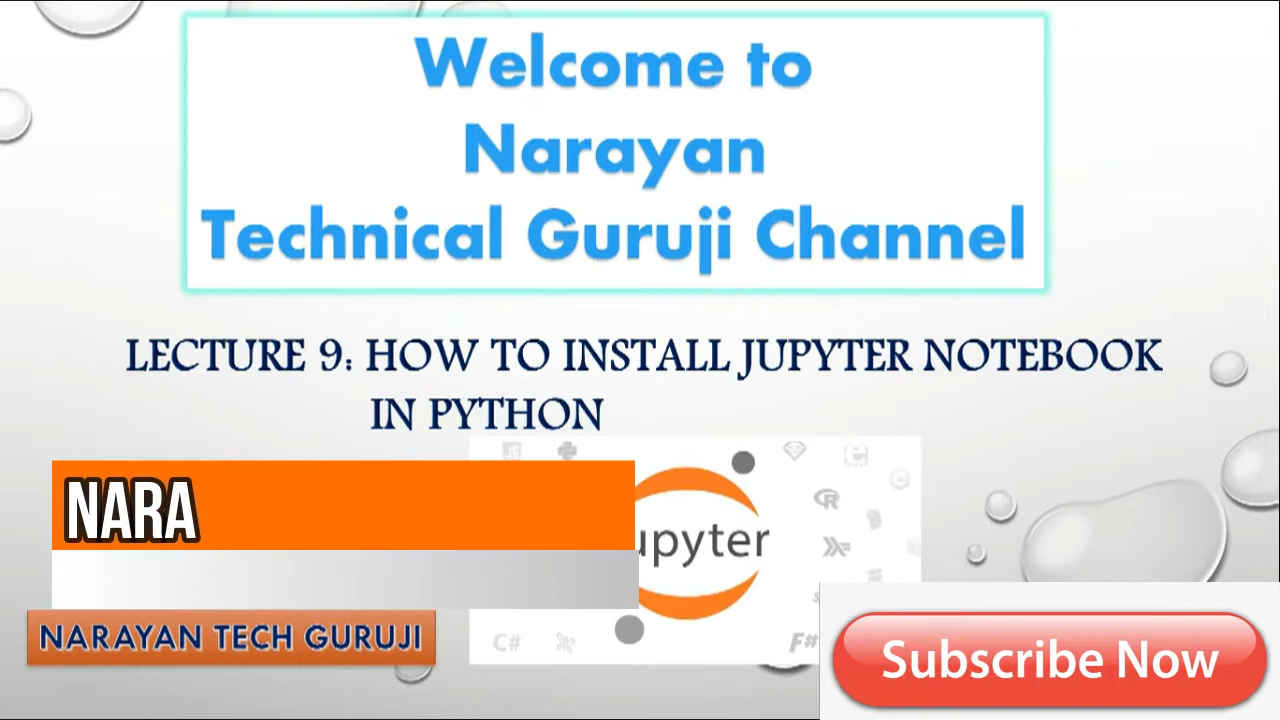 Welcome to
Narayan
Technical Guruji Channel
LECTURE 9: HOW TO INSTALL JUPYTER NOTEBOOK
IN PYTHON
JS
R
NARA
upyter
C#
F#
NARAYAN TECH GURUJI
Subscribe Now